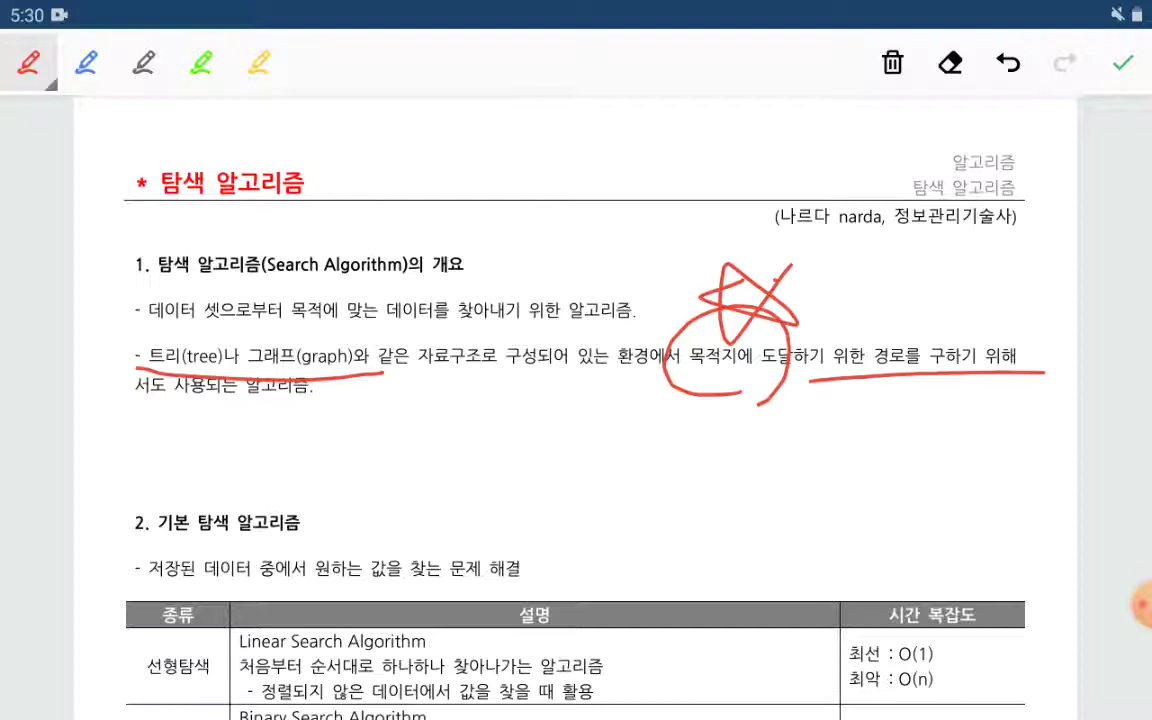 5:30
알고리즘
* 탐색 알고리즘
탐색 알고리즘
(나르다 narda, 정보관리기술사)
1. 탐색 알고리즘(Search Algorithm)의 개요
- 데이터 셋으로부터 목적에 맞는 데이터를 찾아내기 위한 알고리즘.
- 트리(tree)나 그래프(graph)와 같은 자료구조로 구성되어 있는 환경에서 목적지에 도달하기 위한 경로를 구하기 위해
서도 사용되는 알고리즘.
2. 기본 탐색 알고리즘
- 저장된 데이터 중에서 원하는 값을 찾는 문제 해결
종류 설명 시간 복잡도
선형탐색
Linear Search Algorithm
처음부터 순서대로 하나하나 찾아나가는 알고리즘
- 정렬되지 않은 데이터에서 값을 찾을 때 활용
최선 : O(1)
최악 : O(n)
Binary Search Algorithm